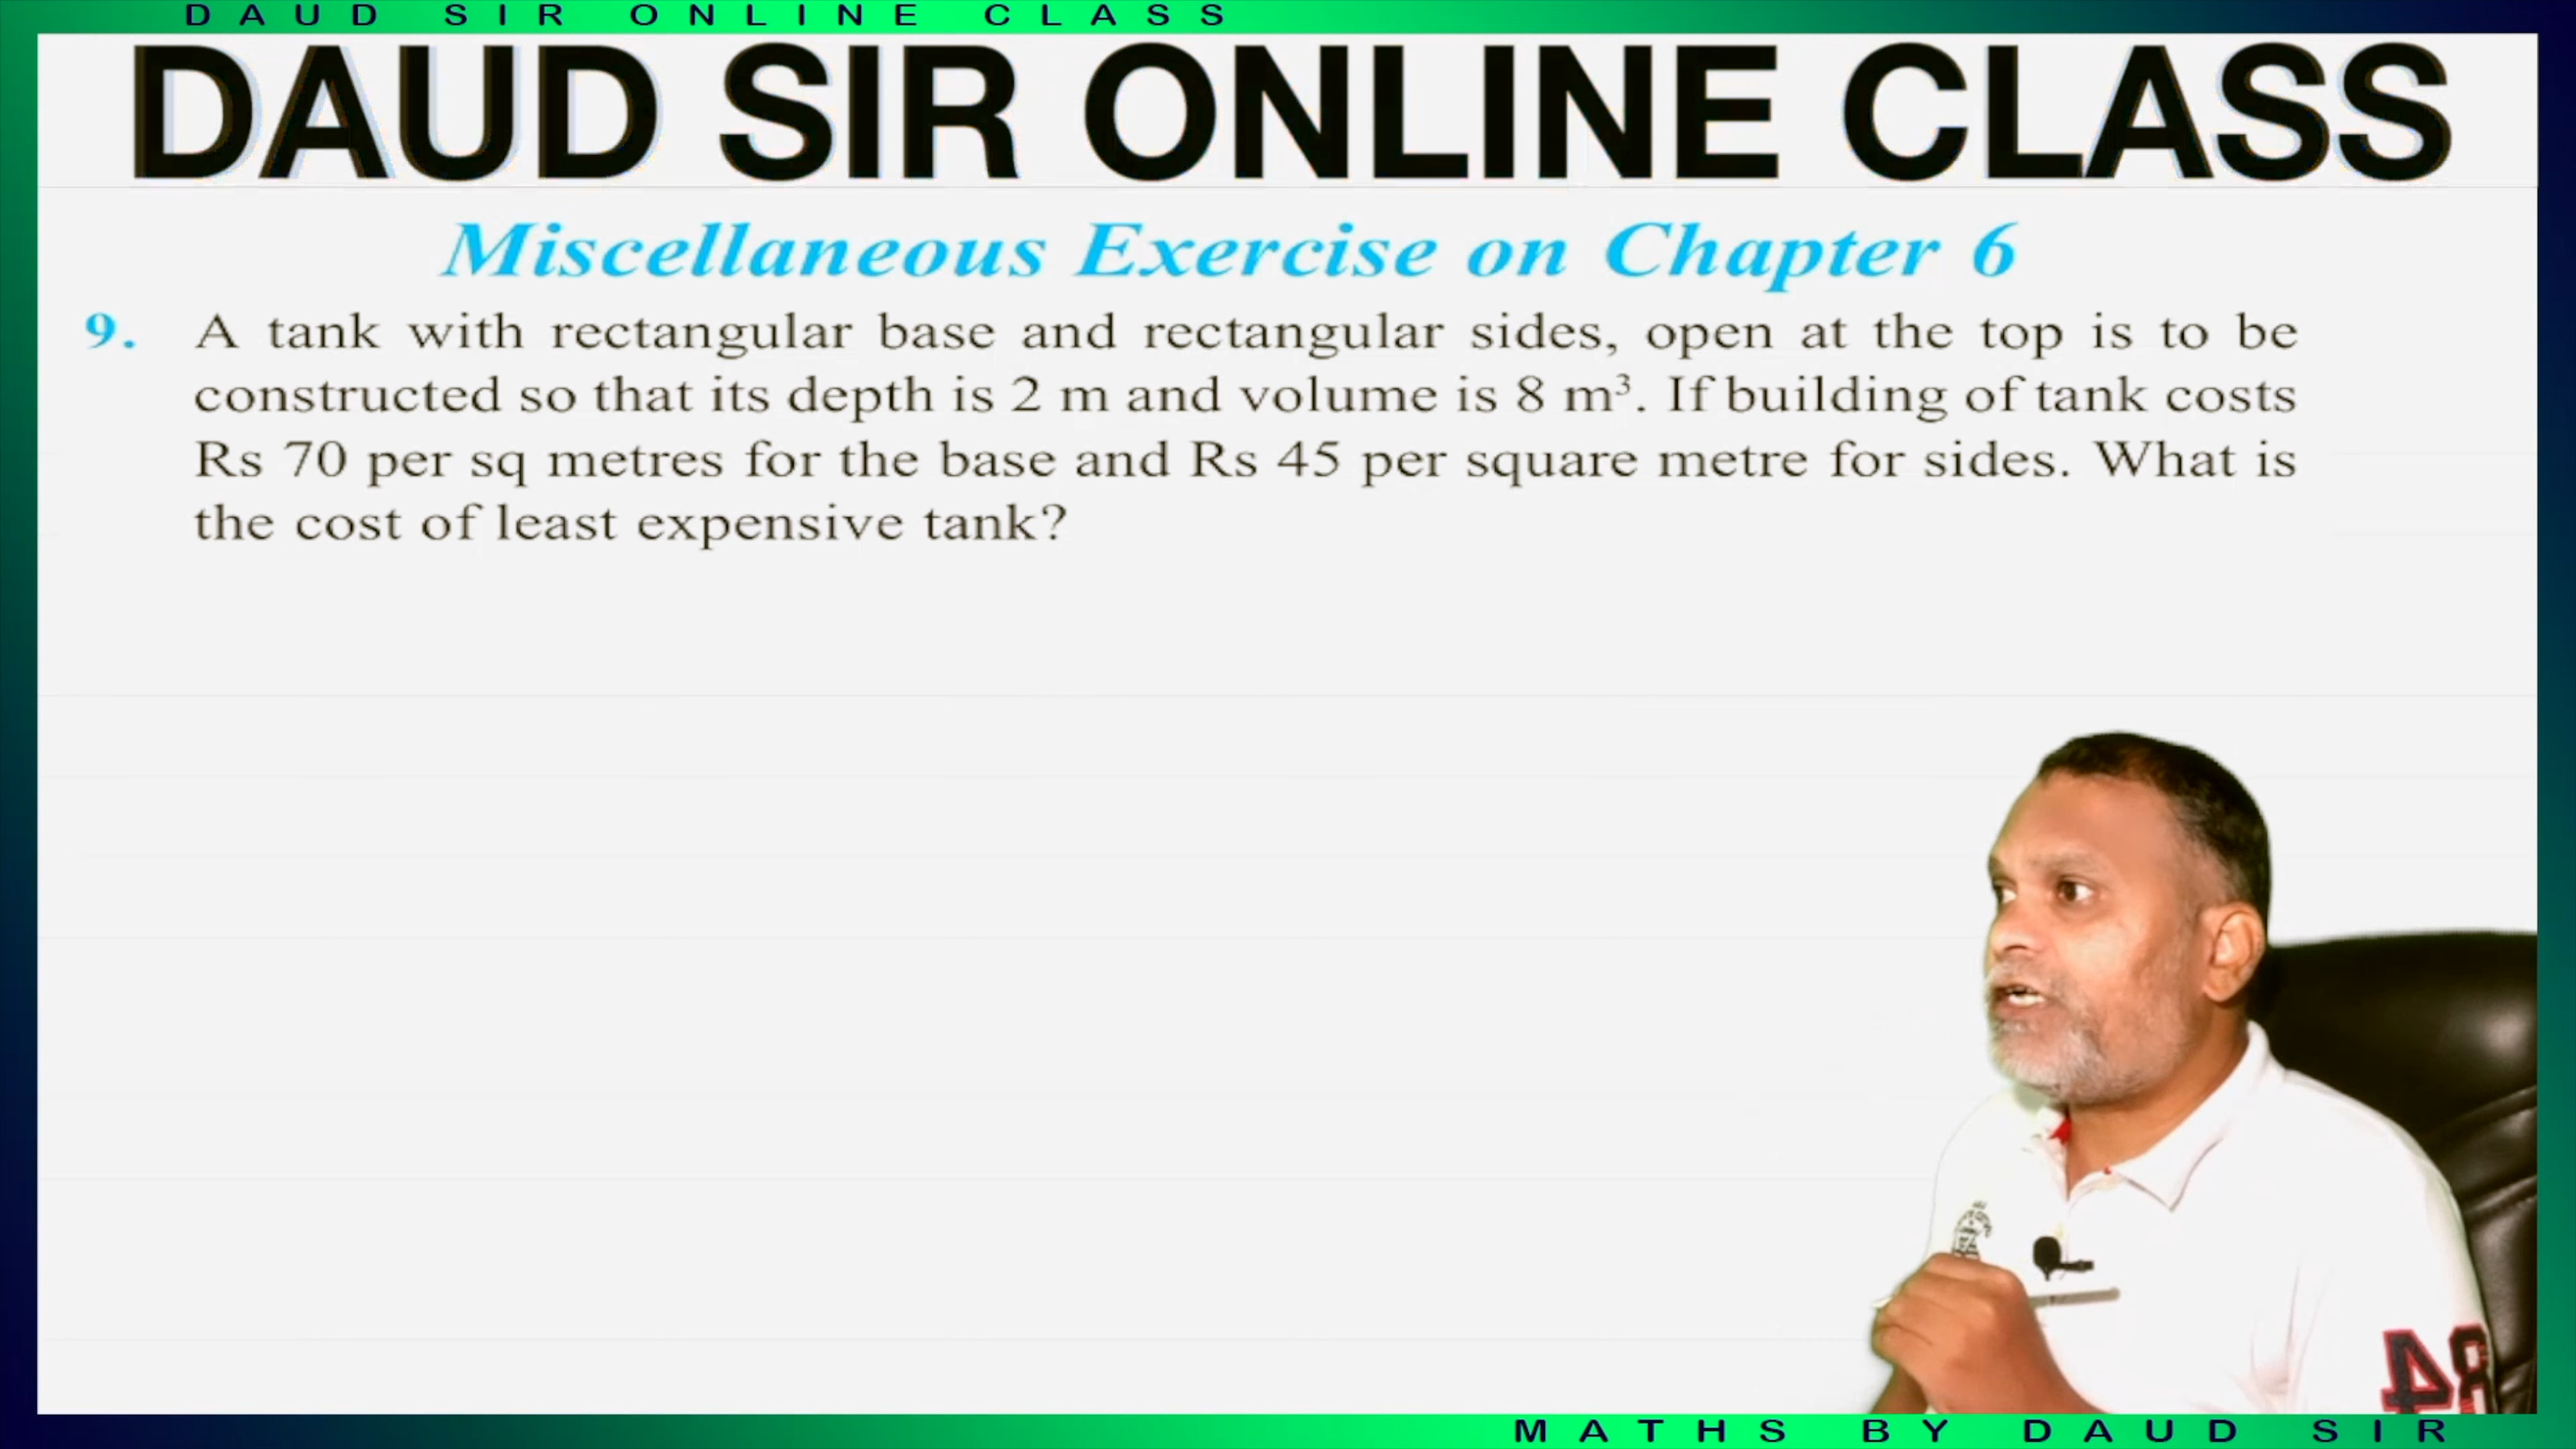 DAUD SIR ONLINE CLASS
DAUD SIR ONLINE CLASS
Miscellaneous Exercise on Chapter 6
9. A tank with rectangular base and rectangular sides, open at the top is to be
constructed so that its depth is 2 m and volume is 8 m³. If building of tank costs
Rs 70 per sq metres for the base and Rs 45 per square metre for sides. What is
the cost of least expensive tank?
MATHS BY DAUD SIR